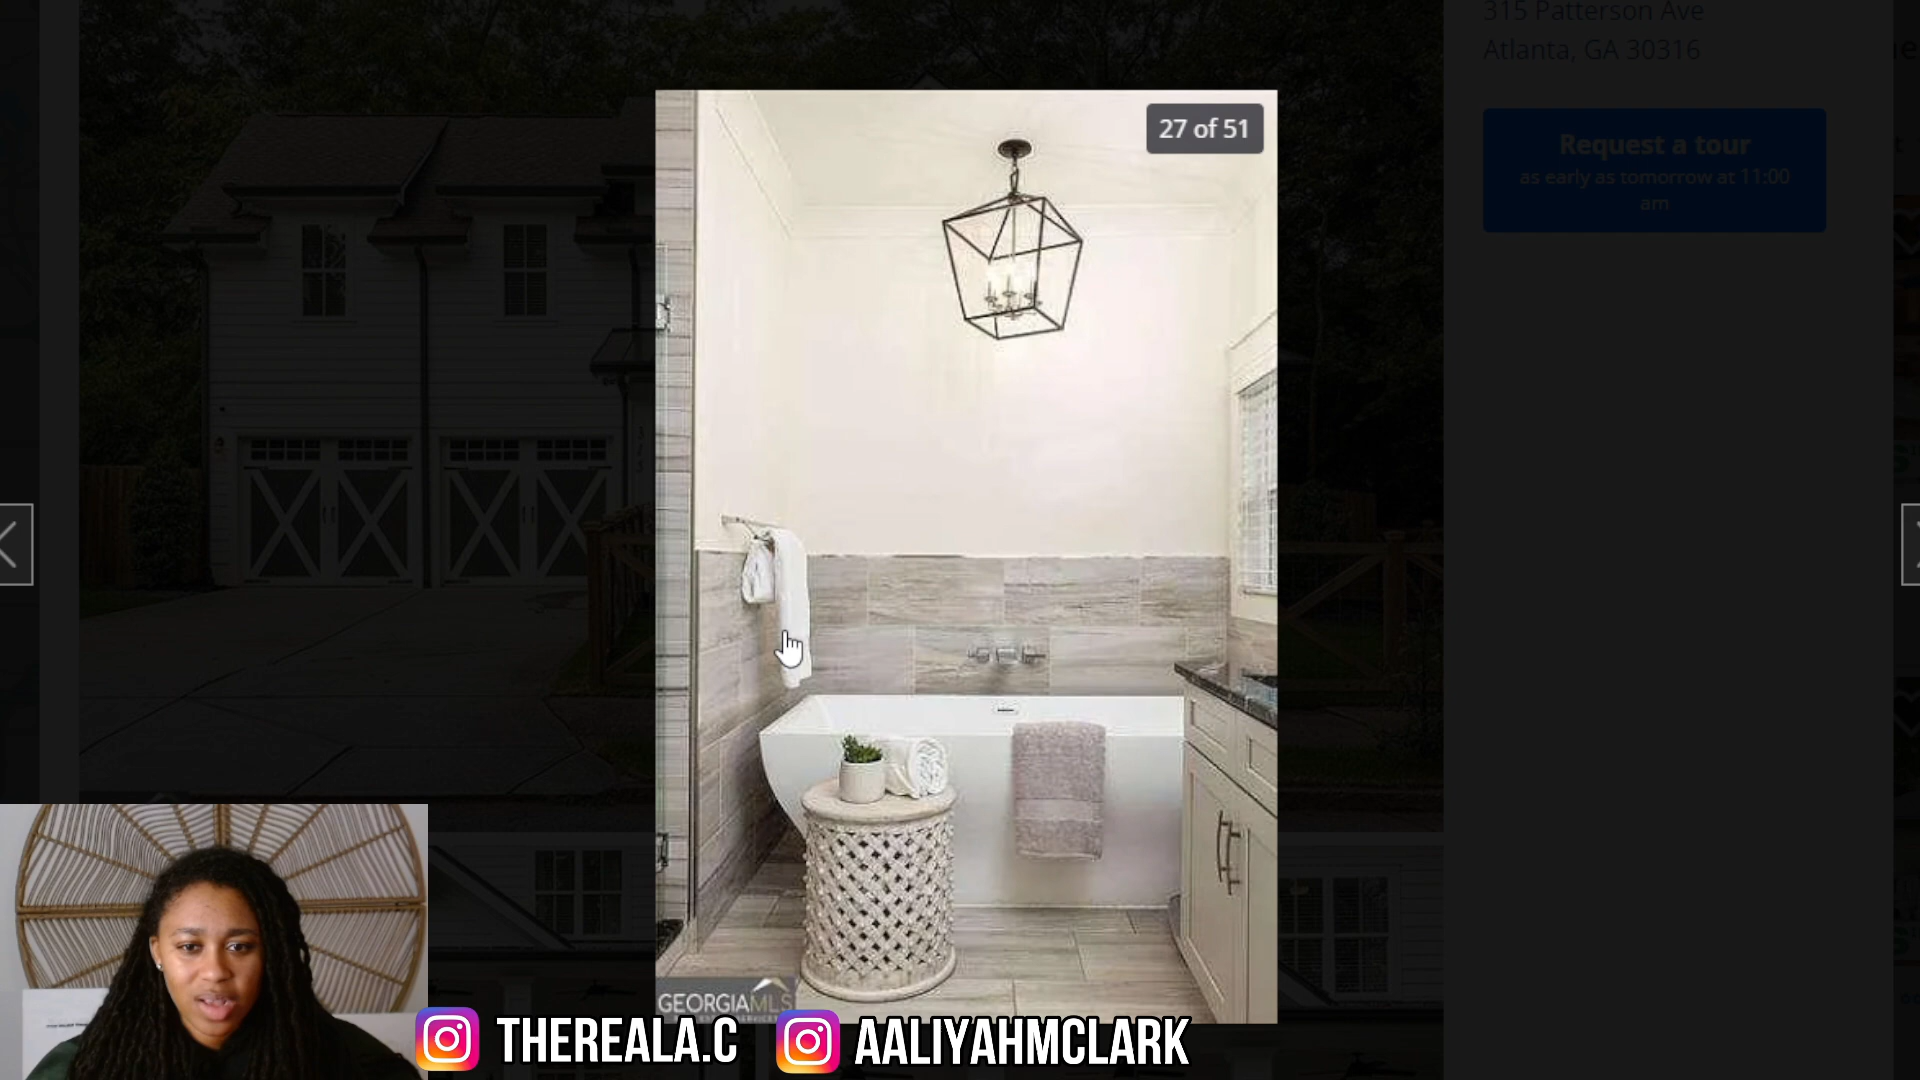 315 Patterson Ave
Atlanta, GA 30316
27 of 51
Request a tour
as early as tomorrow at 11:00
am
GEORGIAMLS
THEREALA.C
AALIYAHMCLARK